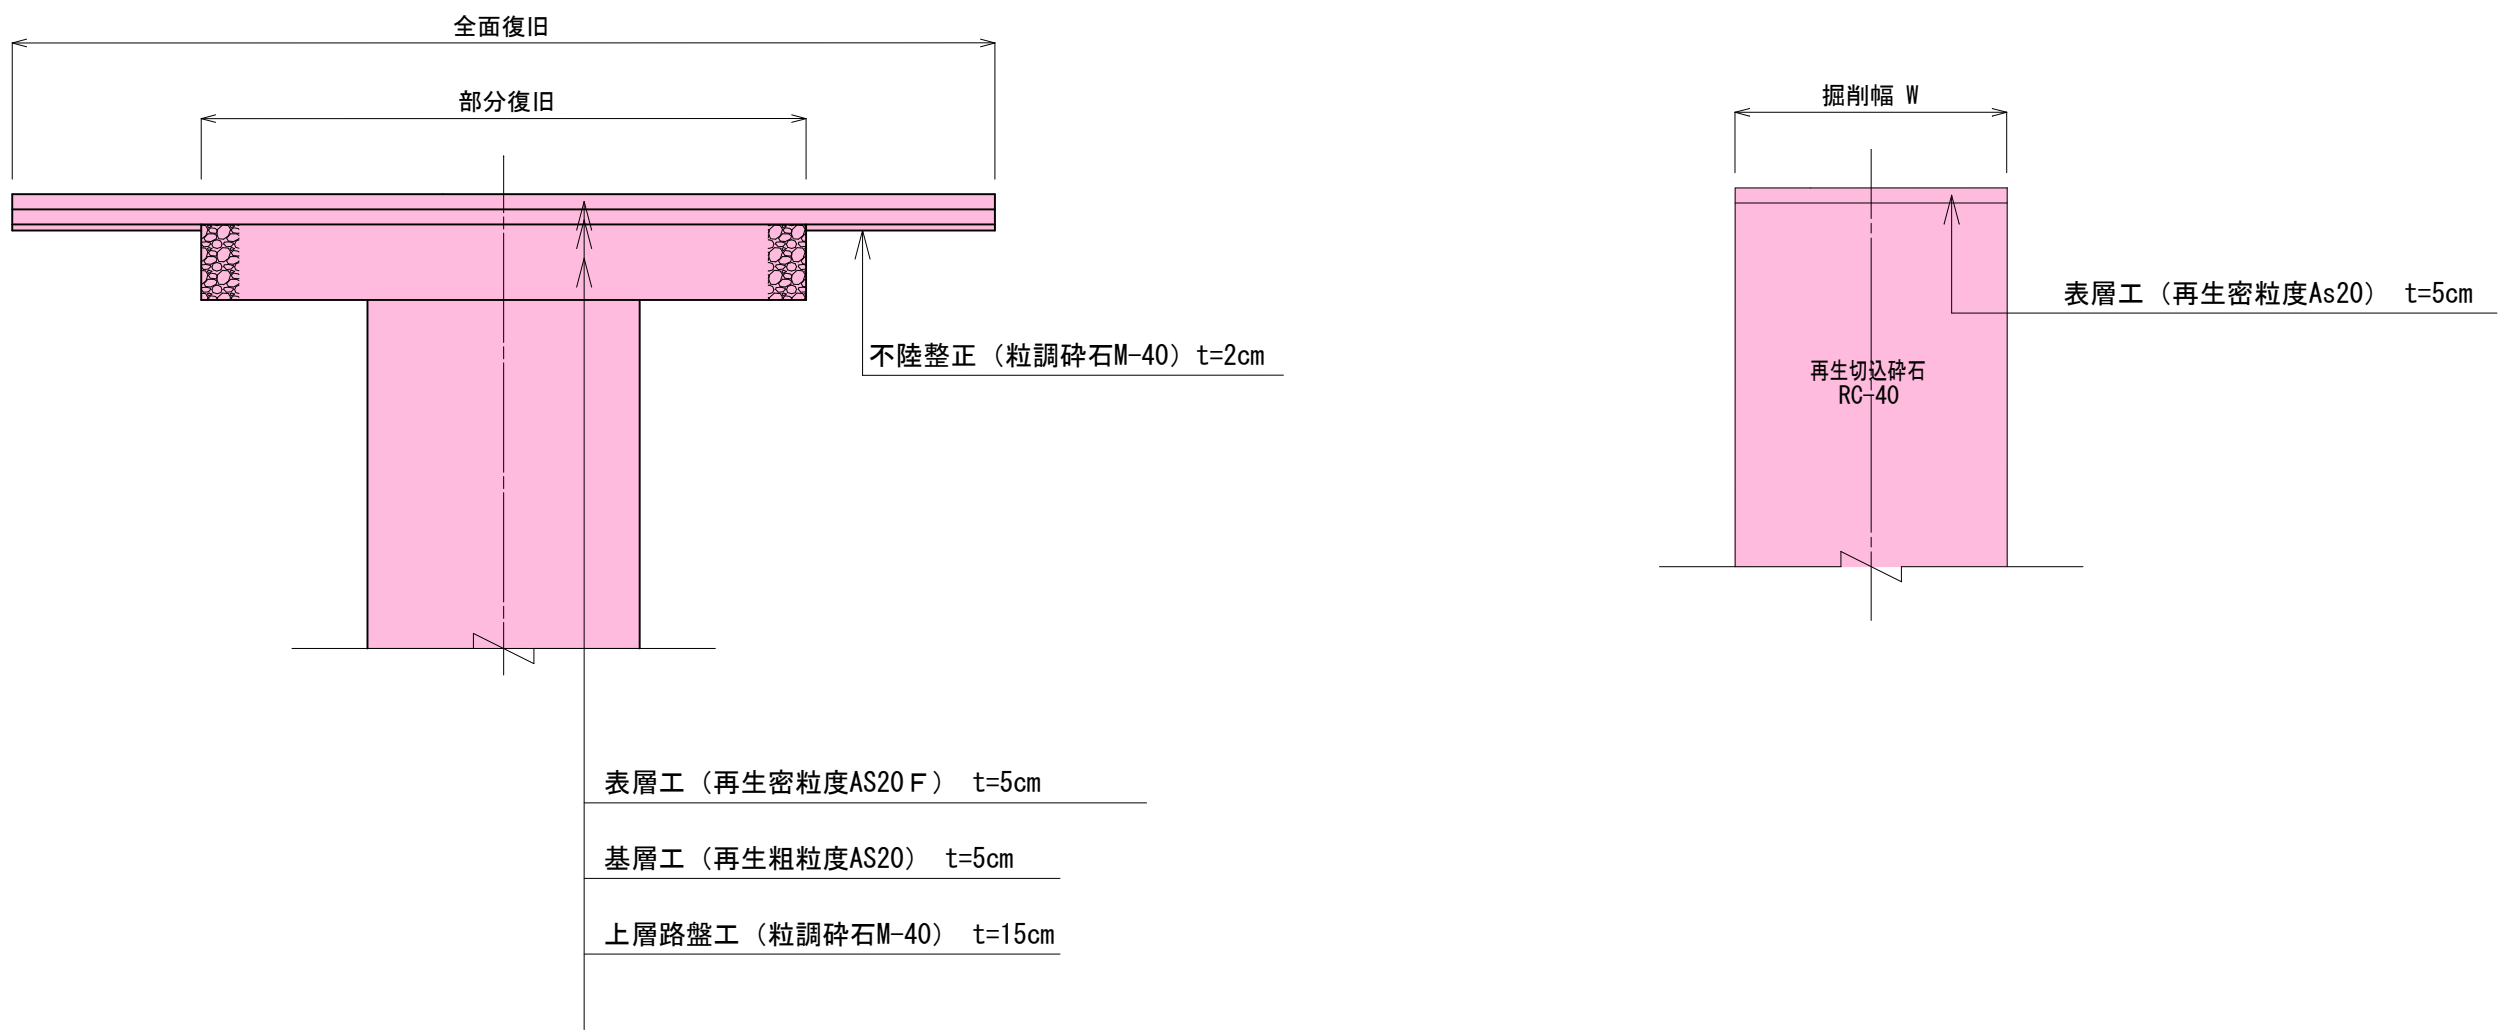 全面復旧
部分復旧
不陸整正（粒調砕石M-40）t=2cm
表層工（再生密粒度AS20Ｆ） t=5cm
基層工（再生粗粒度AS20） t=5cm
上層路盤工（粒調砕石M-40） t=15cm
掘削幅 W
表層工（再生密粒度As20） t=5cm
再生切込砕石
RC-40